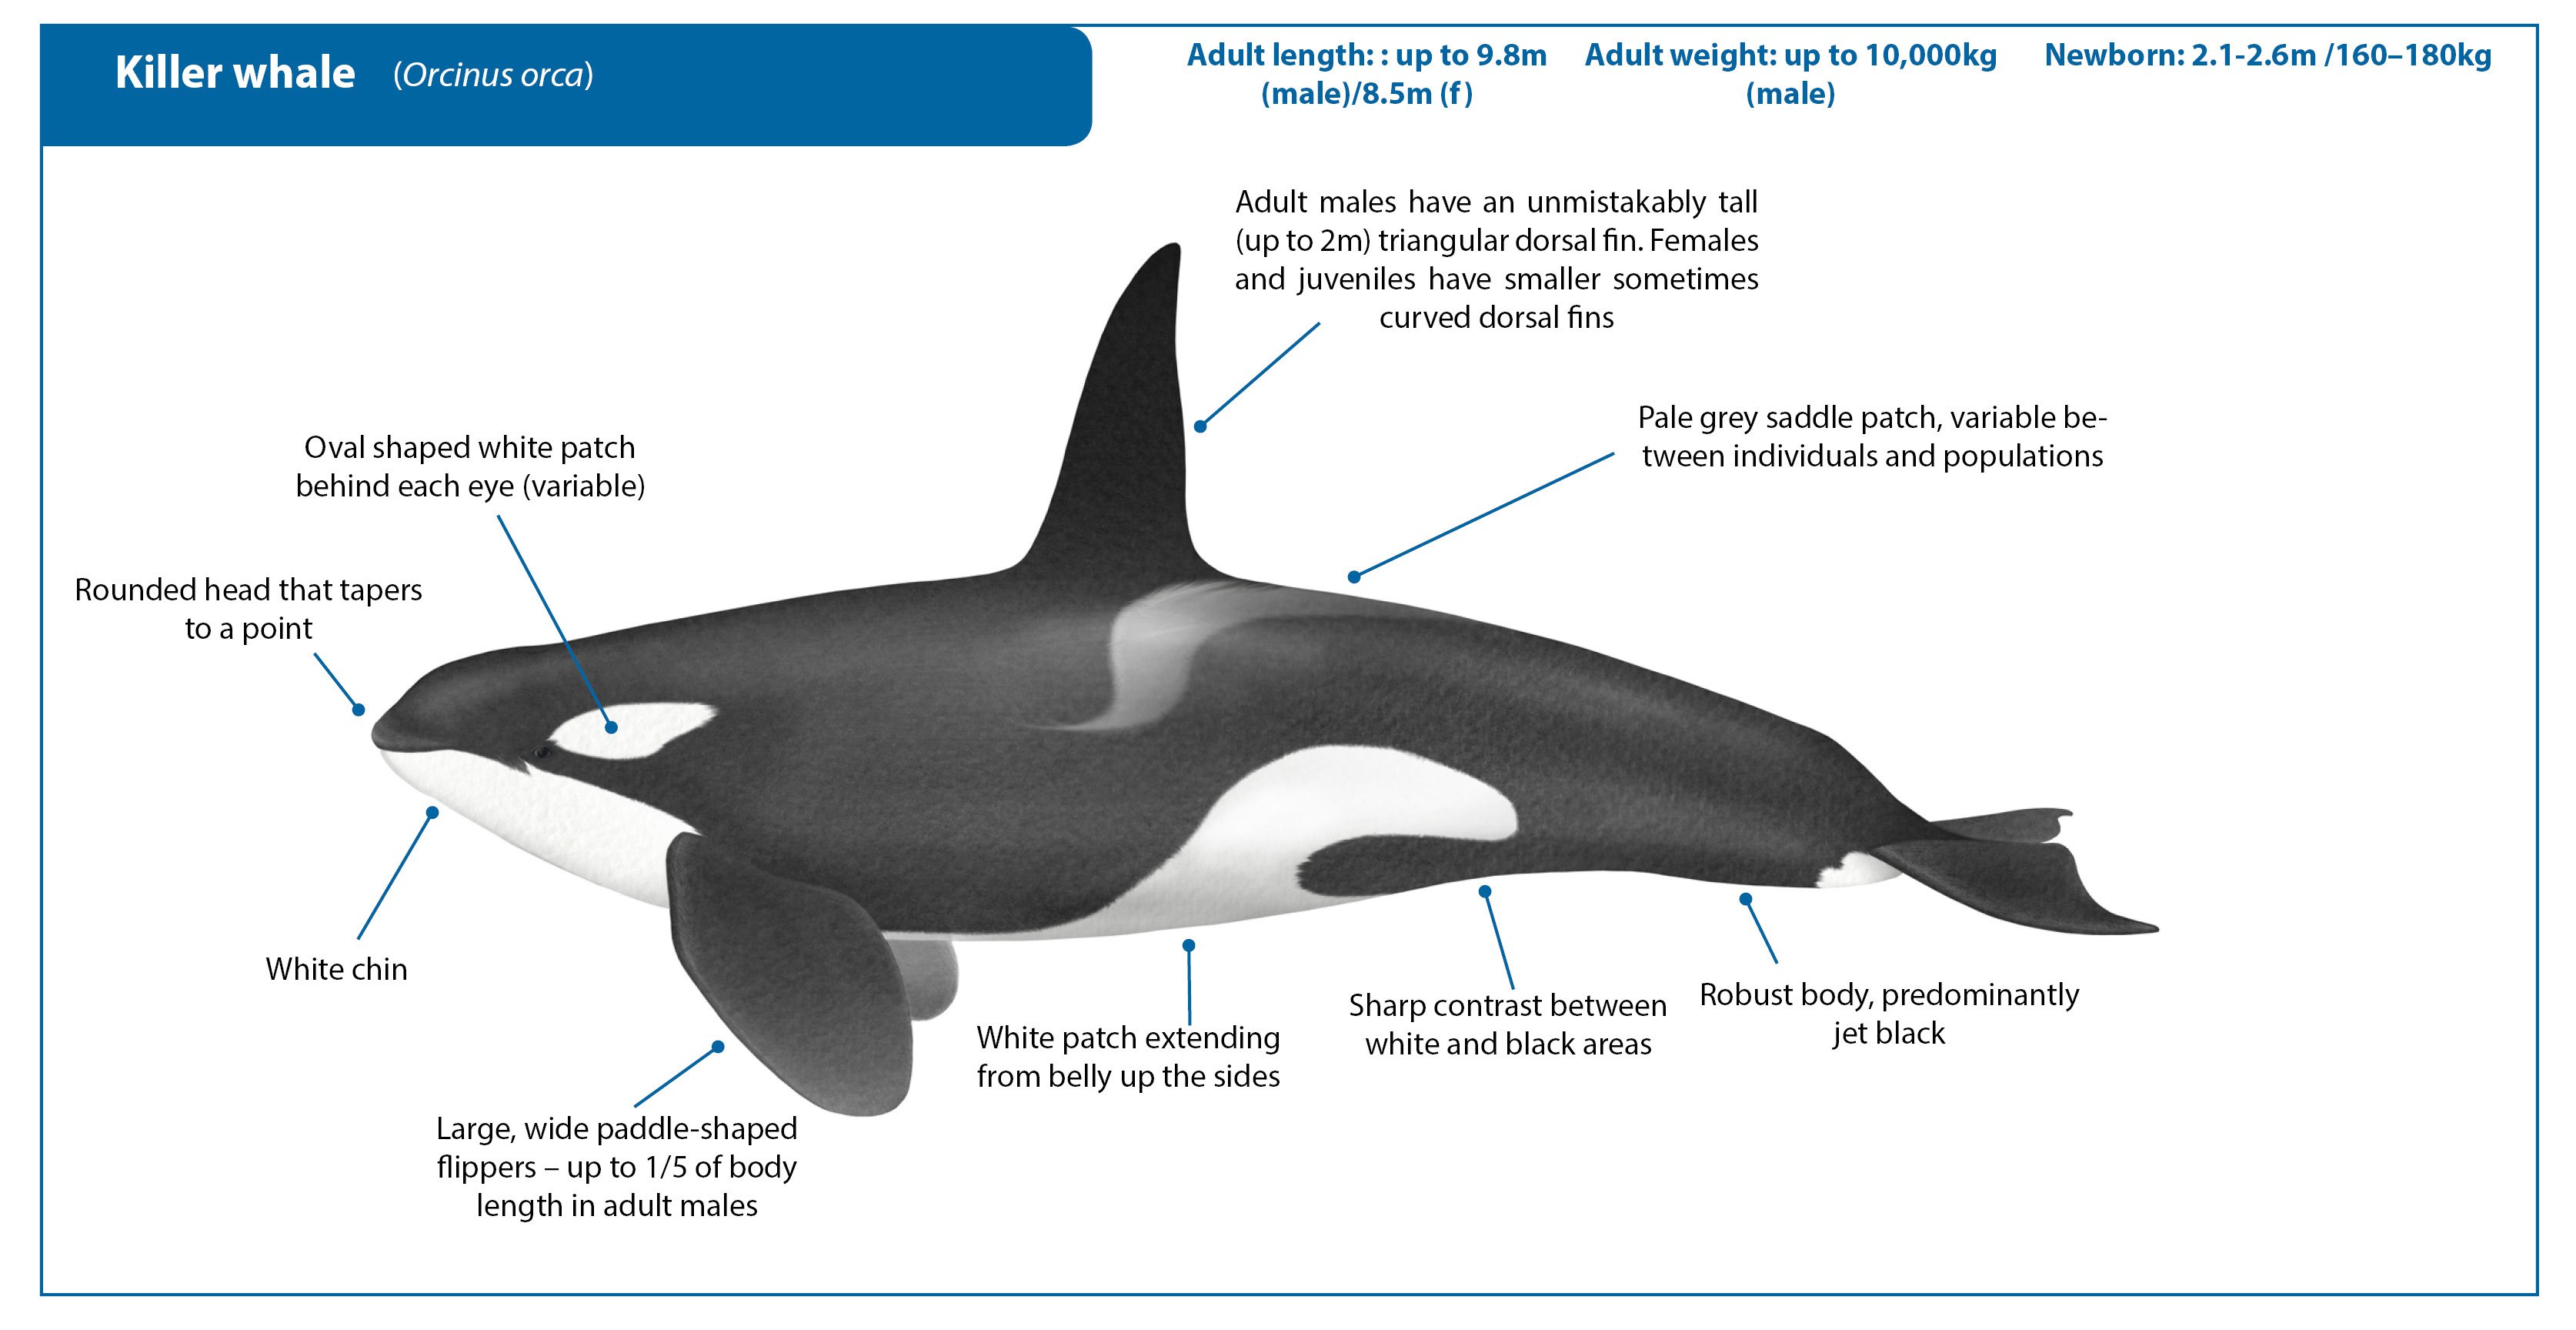 Killer whale (Orcinus orca)
Adult length: : up to 9.8m
(male)/8.5m (f)
Adult weight: up to 10,000kg
(male)
Newborn: 2.1-2.6m /160–180kg
Adult males have an unmistakably tall
(up to 2m) triangular dorsal fin. Females
and juveniles have smaller sometimes
curved dorsal fins
Pale grey saddle patch, variable be-
tween individuals and populations
Oval shaped white patch
behind each eye (variable)
Rounded head that tapers
to a point
White chin
Large, wide paddle-shaped
flippers – up to 1/5 of body
length in adult males
White patch extending
from belly up the sides
Sharp contrast between
white and black areas
Robust body, predominantly
jet black